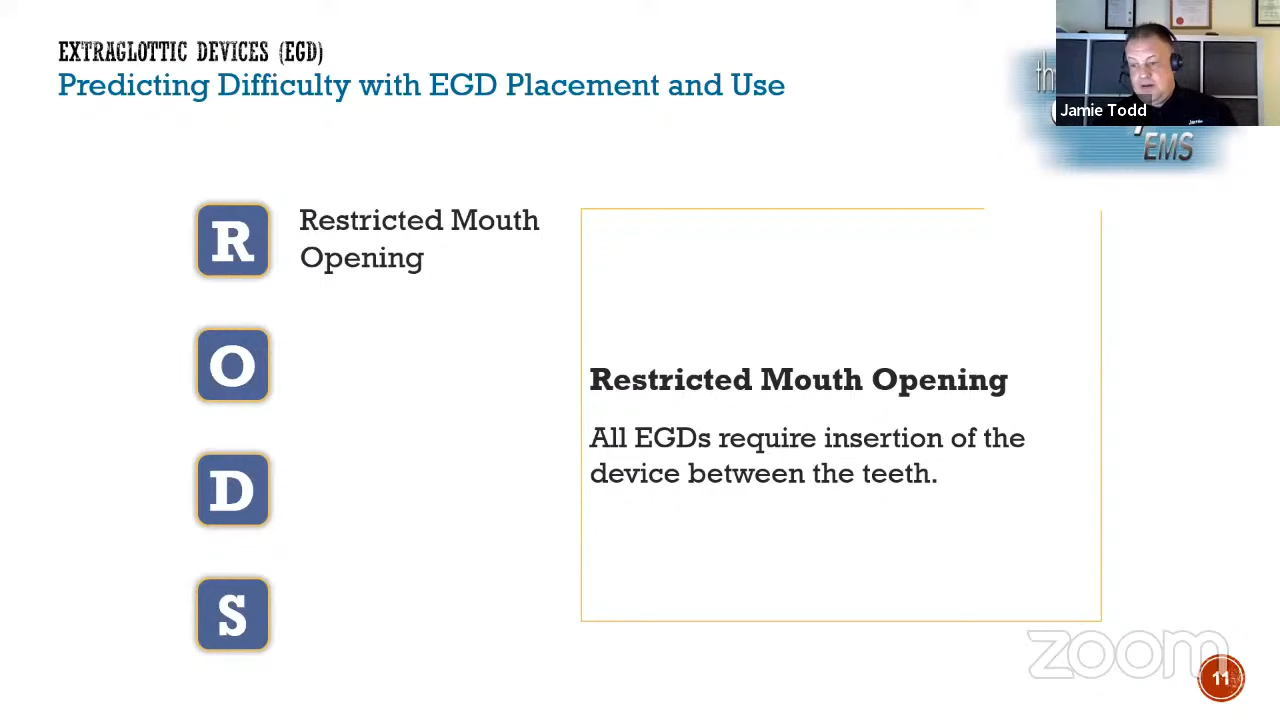 EXTRAGLOTTIC DEVICES (EGD)
Predicting Difficulty with EGD Placement and Use
Jamie Todd
EMS
R
Restricted Mouth
Opening
O
D
S
Restricted Mouth Opening
All EGDs require insertion of the
device between the teeth.
zoom
11